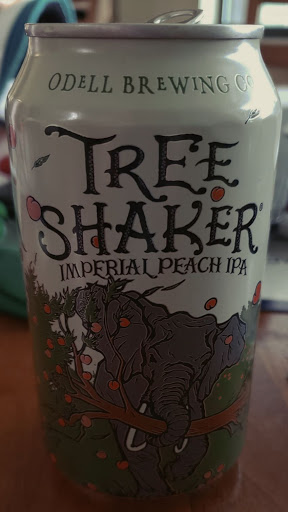 ODELL BREWING CO
TREE
SHAKER®
IMPERIAL PEACH IPA